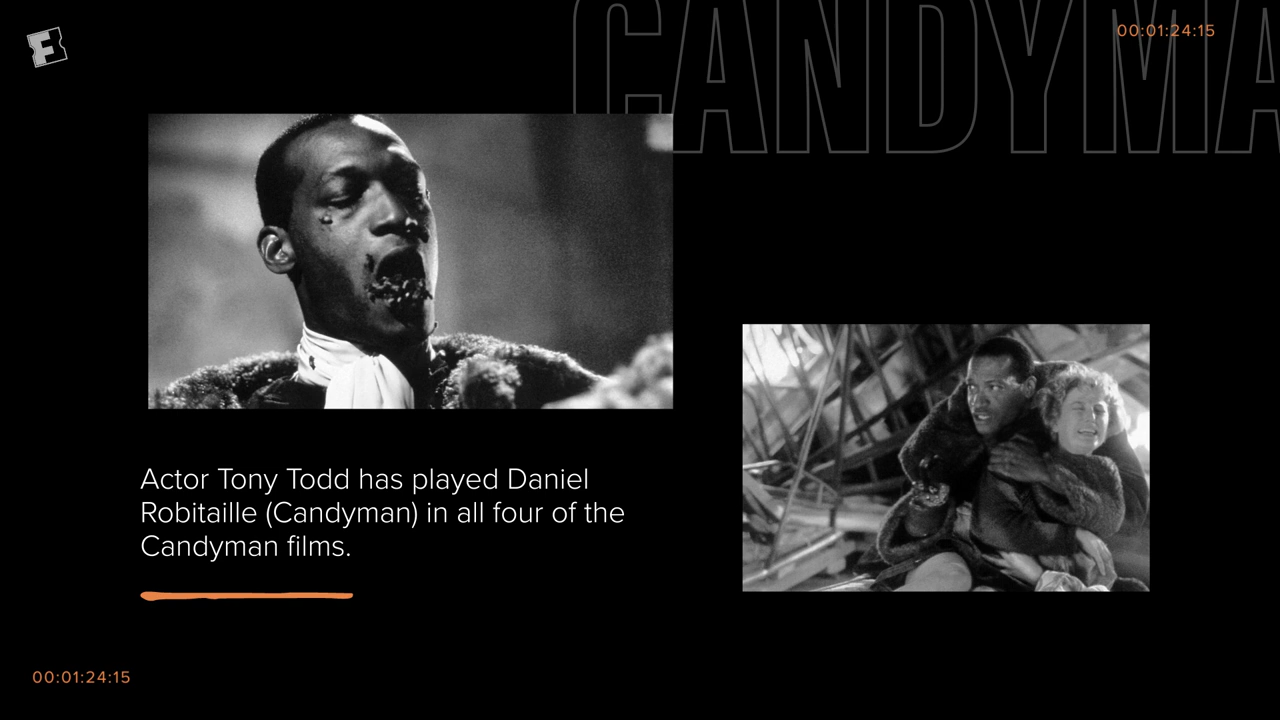 F
CANDYMA
00:01:24:15
Actor Tony Todd has played Daniel
Robitaille (Candyman) in all four of the
Candyman films.
00:01:24:15